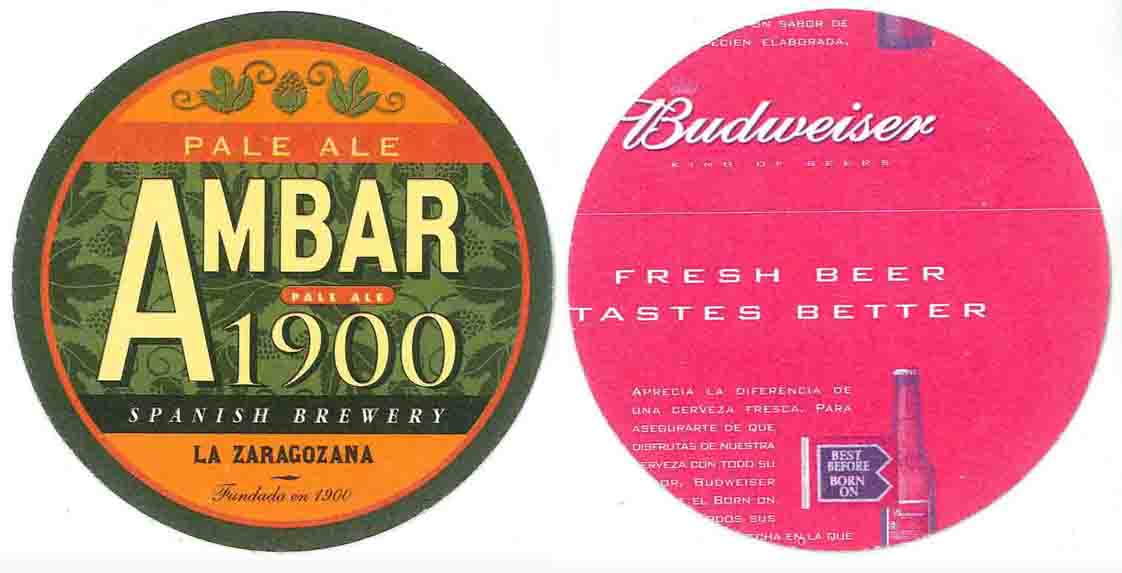 PALE ALE
AMBAR
PALE ALE
1900
SPANISH BREWERY
LA ZARAGOZANA
Fundada en 1900
SABOR DE
ELABORADA,
Budweiser
KING OF BEERS
FRESH BEER
TASTES BETTER
APRECIA LA DIFERENCIA DE
UNA CERVEZA FRESCA. PARA
ASEGURARTE DE QUE
DISFRUTAS DE NUESTRA
CERVEZA CON TODO SU
BUDWEISER
EL BORN ON
SUS
EN LA QUE
BEST
BEFORE
BORN
ON